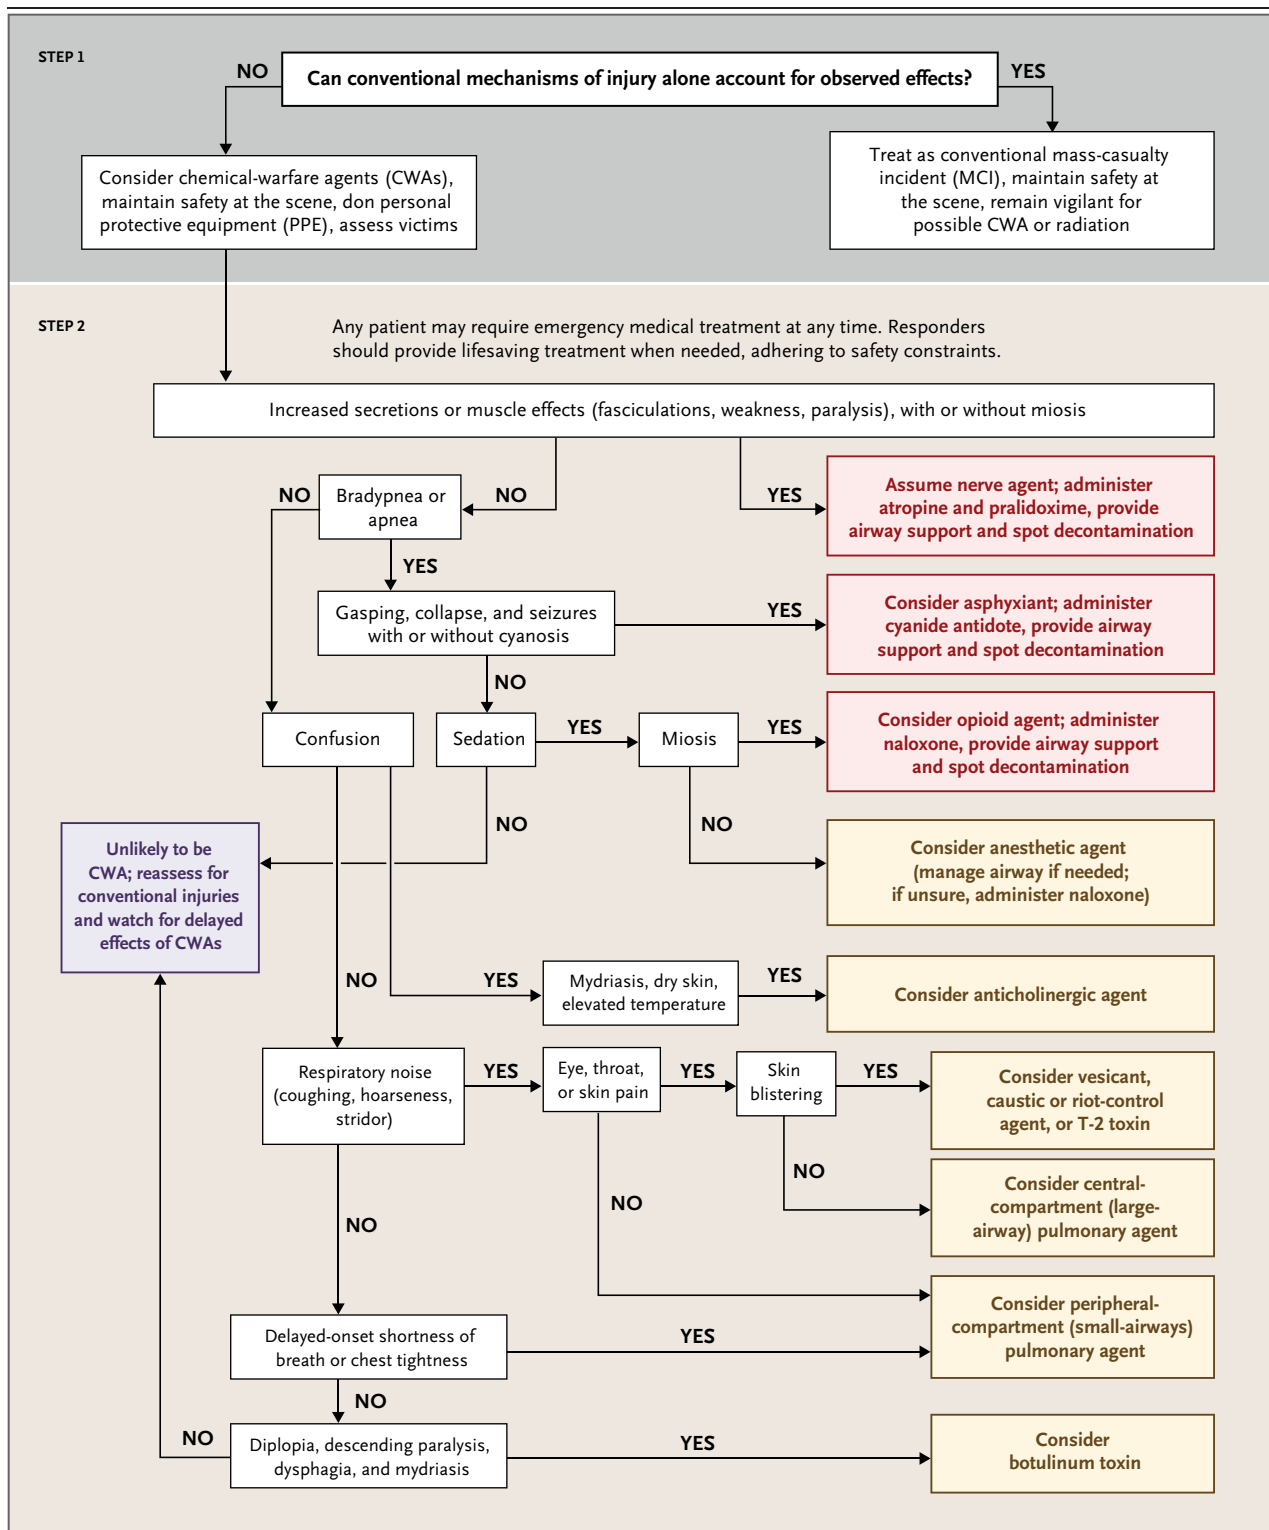 STEP 1
NO
Can conventional mechanisms of injury alone account for observed effects?
YES
Consider chemical-warfare agents (CWAs),
maintain safety at the scene, don personal
protective equipment (PPE), assess victims
Treat as conventional mass-casualty
incident (MCI), maintain safety at
the scene, remain vigilant for
possible CWA or radiation
STEP 2
Any patient may require emergency medical treatment at any time. Responders
should provide lifesaving treatment when needed, adhering to safety constraints.
Increased secretions or muscle effects (fasciculations, weakness, paralysis), with or without miosis
NO
Bradypnea or
apnea
NO
YES
Assume nerve agent; administer
atropine and pralidoxime, provide
airway support and spot decontamination
YES
Gasping, collapse, and seizures
with or without cyanosis
YES
Consider asphyxiant; administer
cyanide antidote, provide airway
support and spot decontamination
NO
Confusion
Sedation
YES
Miosis
YES
Consider opioid agent; administer
naloxone, provide airway support
and spot decontamination
NO
NO
Unlikely to be
CWA; reassess for
conventional injuries
and watch for delayed
effects of CWAs
Consider anesthetic agent
(manage airway if needed;
if unsure, administer naloxone)
NO
YES
Mydriasis, dry skin,
elevated temperature
YES
Consider anticholinergic agent
Respiratory noise
(coughing, hoarseness,
stridor)
YES
Eye, throat,
or skin pain
YES
Skin
blistering
YES
Consider vesicant,
caustic or riot-control
agent, or T-2 toxin
NO
NO
NO
Consider central-
compartment (large-
airway) pulmonary agent
Delayed-onset shortness of
breath or chest tightness
YES
Consider peripheral-
compartment (small-airways)
pulmonary agent
NO
NO
Diplopia, descending paralysis,
dysphagia, and mydriasis
YES
Consider
botulinum toxin